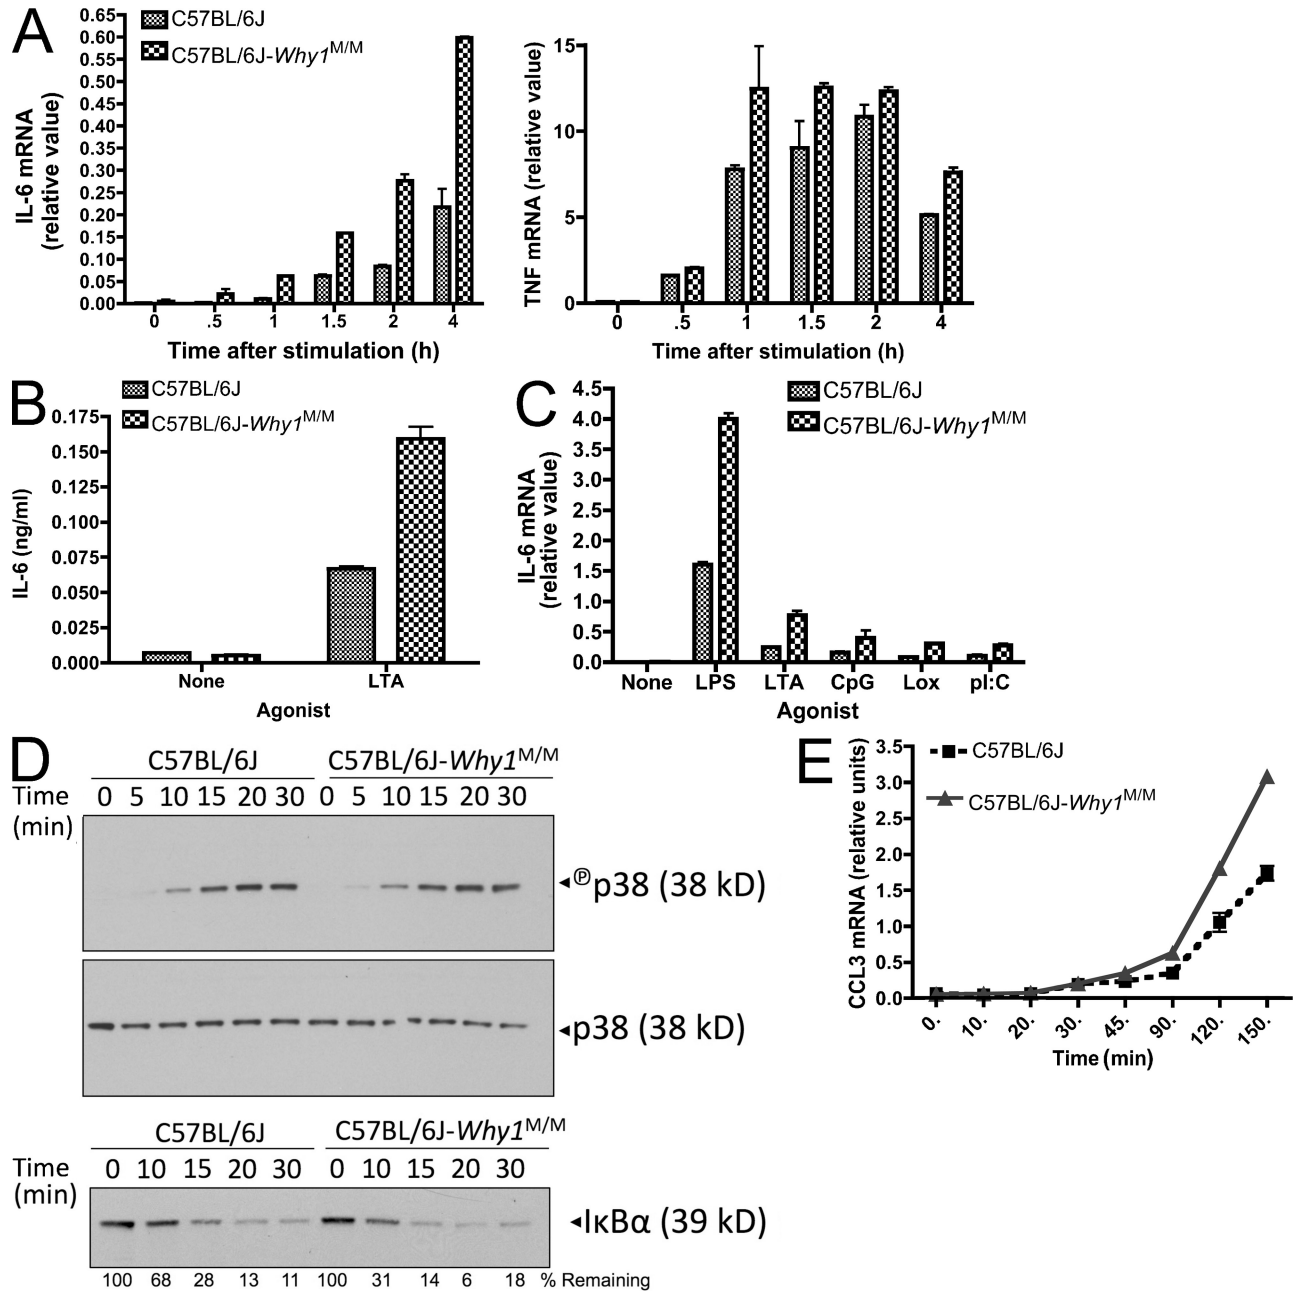 A
C57BL/6J
C57BL/6J-Why1M/M
IL-6 mRNA
(relative value)
0.65
0.60
0.55
0.50
0.45
0.40
0.35
0.30
0.25
0.20
0.15
0.10
0.05
0.00
0 .5 1 1.5 2 4
Time after stimulation (h)
TNF mRNA (relative value)
15
10
5
0
0 .5 1 1.5 2 4
Time after stimulation (h)
B
C57BL/6J
C57BL/6J-Why1M/M
IL-6 (ng/ml)
0.175
0.150
0.125
0.100
0.075
0.050
0.025
0.000
None LTA
Agonist
C
C57BL/6J
C57BL/6J-Why1M/M
IL-6 mRNA
(relative value)
4.5
4.0
3.5
3.0
2.5
2.0
1.5
1.0
0.5
0.0
None LPS LTA CpG Lox pI:C
Agonist
D
C57BL/6J C57BL/6J-Why1M/M
Time 0 5 10 15 20 30 0 5 10 15 20 30
(min)
Ⓟp38 (38 kD)
p38 (38 kD)
C57BL/6J C57BL/6J-Why1M/M
Time 0 10 15 20 30 0 10 15 20 30
(min)
IκBα (39 kD)
100 68 28 13 11 100 31 14 6 18 % Remaining
E
C57BL/6J
C57BL/6J-Why1M/M
CCL3 mRNA (relative units)
3.5
3.0
2.5
2.0
1.5
1.0
0.5
0.0
0. 10. 20. 30. 45. 90. 120. 150.
Time (min)